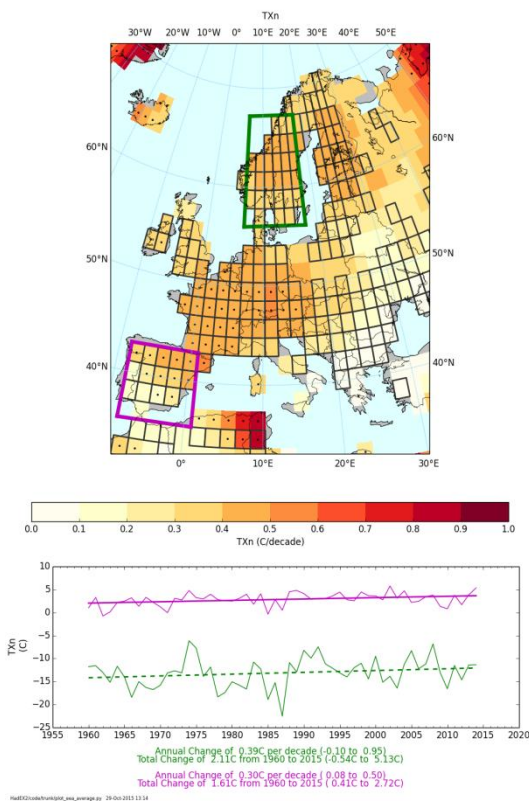 TXn
30°W 20°W 10°W 0° 10°E 20°E 30°E 40°E 50°E
60°N
60°N
50°N
50°N
40°N
40°N
0° 10°E 20°E 30°E
0.0 0.1 0.2 0.3 0.4 0.5 0.6 0.7 0.8 0.9 1.0
TXn (C/decade)
10
5
0
−5
−10
−15
−20
−25
TXn
(C)
1955 1960 1965 1970 1975 1980 1985 1990 1995 2000 2005 2010 2015 2020
Annual Change of 0.39C per decade (-0.10 to 0.95)
Total Change of 2.11C from 1960 to 2015 (-0.54C to 5.13C)
Annual Change of 0.30C per decade ( 0.08 to 0.50)
Total Change of 1.61C from 1960 to 2015 ( 0.41C to 2.72C)
29-Oct-2015 13:14